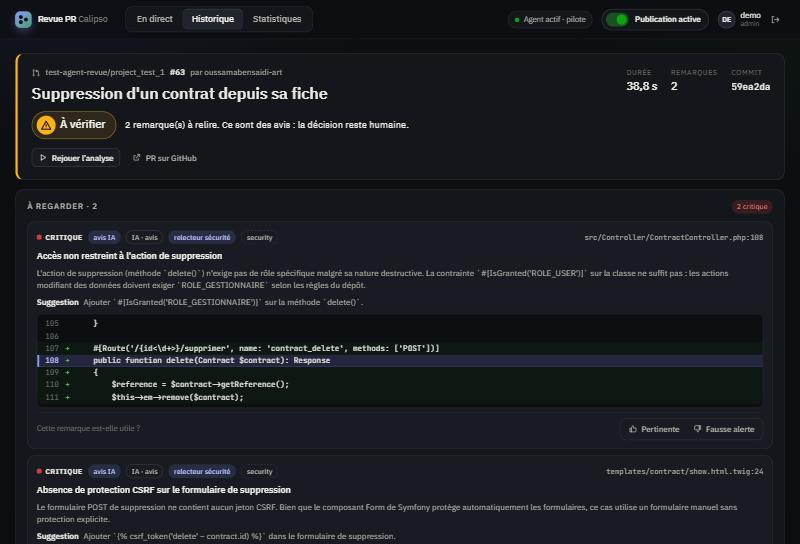 Revue PR Calipso
En direct Historique Statistiques
Agent actif · pilote
Publication active
DE demo
admin
test-agent-revue/project_test_1 #63 par oussamabensaidi-art
DURÉE REMARQUES COMMIT
38,8 s 2 59ea2da
Suppression d'un contrat depuis sa fiche
À vérifier 2 remarque(s) à relire. Ce sont des avis : la décision reste humaine.
Rejouer l'analyse PR sur GitHub
À REGARDER · 2 2 critique
CRITIQUE avis IA IA · avis relecteur sécurité security src/Controller/ContractController.php:108
Accès non restreint à l'action de suppression
L'action de suppression (méthode `delete()`) n'exige pas de rôle spécifique malgré sa nature destructive. La contrainte `#[IsGranted('ROLE_USER')]` sur la classe ne suffit pas : les actions
modifiant des données doivent exiger `ROLE_GESTIONNAIRE` selon les règles du dépôt.
Suggestion Ajouter `#[IsGranted('ROLE_GESTIONNAIRE')]` sur la méthode `delete()`.
105 }
106
107 + #[Route('/{id<\d+>}/supprimer', name: 'contract_delete', methods: ['POST'])]
108 + public function delete(Contract $contract): Response
109 + {
110 + $reference = $contract->getReference();
111 + $this->em->remove($contract);
Cette remarque est-elle utile ? Pertinente Fausse alerte
CRITIQUE avis IA IA · avis relecteur sécurité security templates/contract/show.html.twig:24
Absence de protection CSRF sur le formulaire de suppression
Le formulaire POST de suppression ne contient aucun jeton CSRF. Bien que le composant Form de Symfony protège automatiquement les formulaires, ce cas utilise un formulaire manuel sans
protection explicite.
Suggestion Ajouter `{% csrf_token('delete' ~ contract.id) %}` dans le formulaire de suppression.